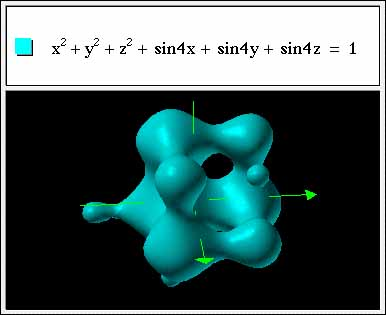 x² + y² + z² + sin4x + sin4y + sin4z = 1